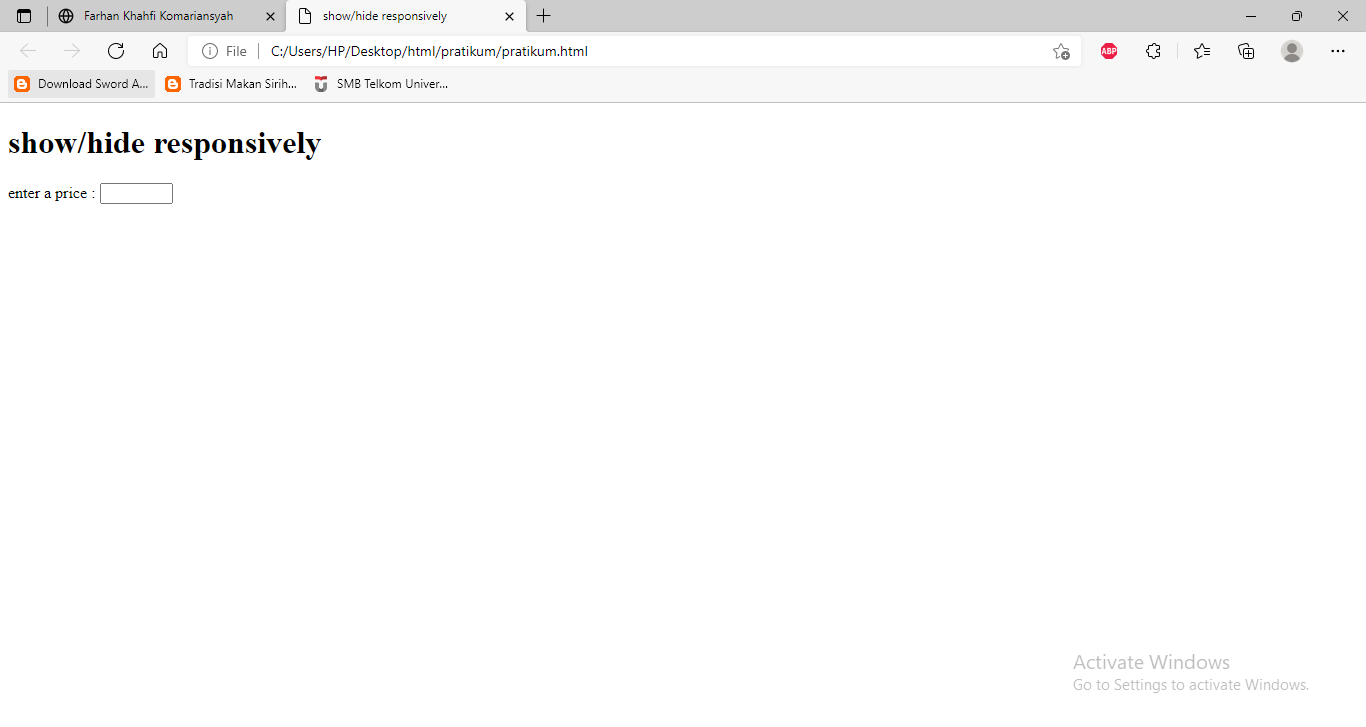 Farhan Khahfi Komariansyah
show/hide responsively
File
C:/Users/HP/Desktop/html/pratikum/pratikum.html
ABP
Download Sword A...
Tradisi Makan Sirih...
SMB Telkom Univer...
show/hide responsively
enter a price :
Activate Windows
Go to Settings to activate Windows.